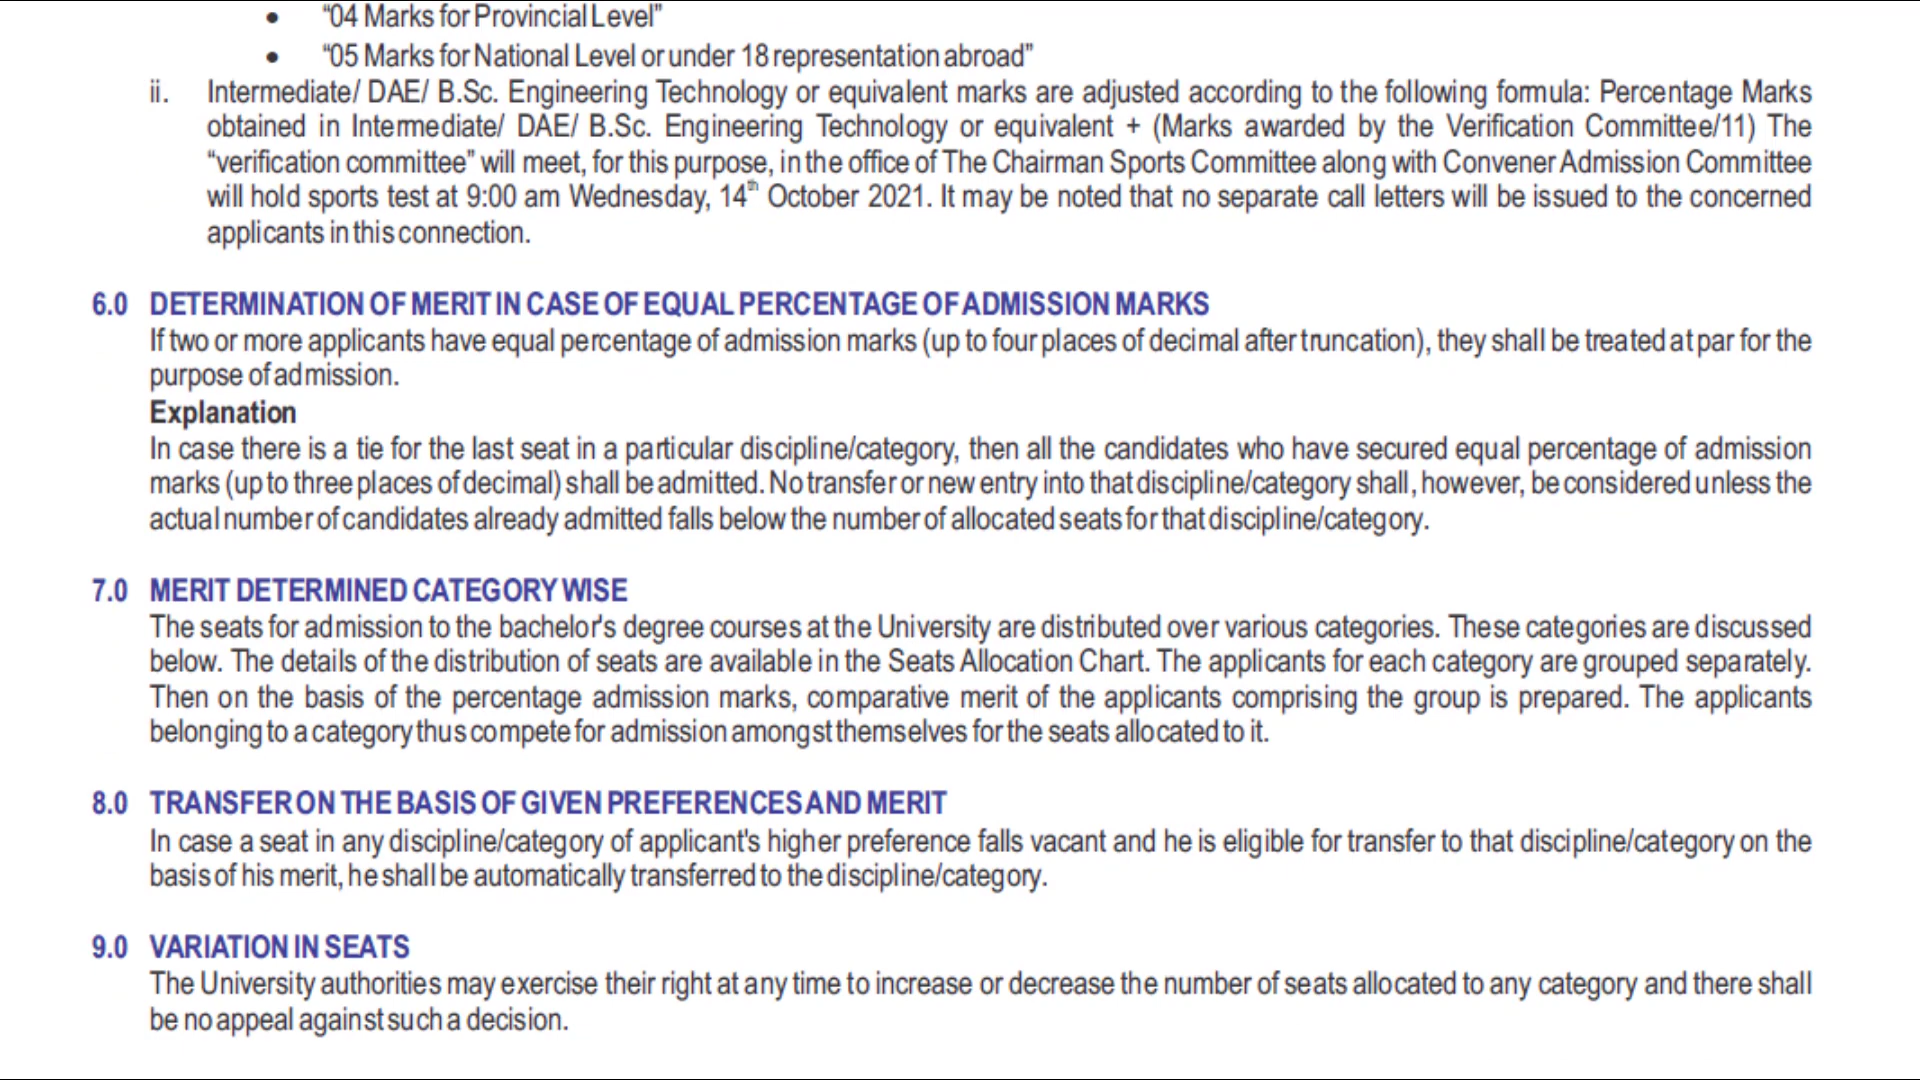 • “04 Marks for Provincial Level”
• “05 Marks for National Level or under 18 representation abroad”
ii. Intermediate/ DAE/ B.Sc. Engineering Technology or equivalent marks are adjusted according to the following formula: Percentage Marks
obtained in Intermediate/ DAE/ B.Sc. Engineering Technology or equivalent + (Marks awarded by the Verification Committee/11) The
“verification committee” will meet, for this purpose, in the office of The Chairman Sports Committee along with Convener Admission Committee
will hold sports test at 9:00 am Wednesday, 14th October 2021. It may be noted that no separate call letters will be issued to the concerned
applicants in this connection.
6.0 DETERMINATION OF MERIT IN CASE OF EQUAL PERCENTAGE OF ADMISSION MARKS
If two or more applicants have equal percentage of admission marks (up to four places of decimal after truncation), they shall be treated at par for the
purpose of admission.
Explanation
In case there is a tie for the last seat in a particular discipline/category, then all the candidates who have secured equal percentage of admission
marks (up to three places of decimal) shall be admitted. No transfer or new entry into that discipline/category shall, however, be considered unless the
actual number of candidates already admitted falls below the number of allocated seats for that discipline/category.
7.0 MERIT DETERMINED CATEGORY WISE
The seats for admission to the bachelor's degree courses at the University are distributed over various categories. These categories are discussed
below. The details of the distribution of seats are available in the Seats Allocation Chart. The applicants for each category are grouped separately.
Then on the basis of the percentage admission marks, comparative merit of the applicants comprising the group is prepared. The applicants
belonging to a category thus compete for admission amongst themselves for the seats allocated to it.
8.0 TRANSFER ON THE BASIS OF GIVEN PREFERENCES AND MERIT
In case a seat in any discipline/category of applicant's higher preference falls vacant and he is eligible for transfer to that discipline/category on the
basis of his merit, he shall be automatically transferred to the discipline/category.
9.0 VARIATION IN SEATS
The University authorities may exercise their right at any time to increase or decrease the number of seats allocated to any category and there shall
be no appeal against such a decision.